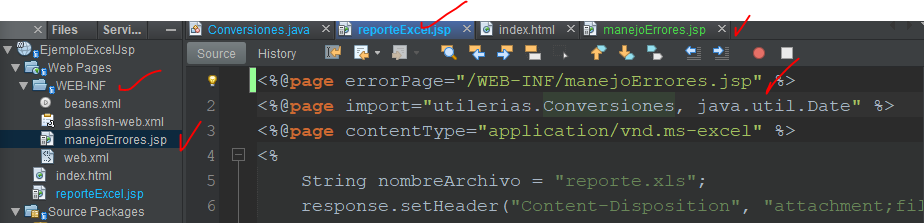 Files
Servi...
Conversiones.java
reporteExcel.jsp
index.html
manejoErrores.jsp
EjemploExcelJsp
Web Pages
WEB-INF
beans.xml
glassfish-web.xml
manejoErrores.jsp
web.xml
index.html
reporteExcel.jsp
Source Packages
Source
History
<%@page errorPage="/WEB-INF/manejoErrores.jsp" %>
2 <%@page import="utilerias.Conversiones, java.util.Date" %>
3 <%@page contentType="application/vnd.ms-excel" %>
4 <%
5 String nombreArchivo = "reporte.xls";
6 response.setHeader("Content-Disposition", "attachment;fi